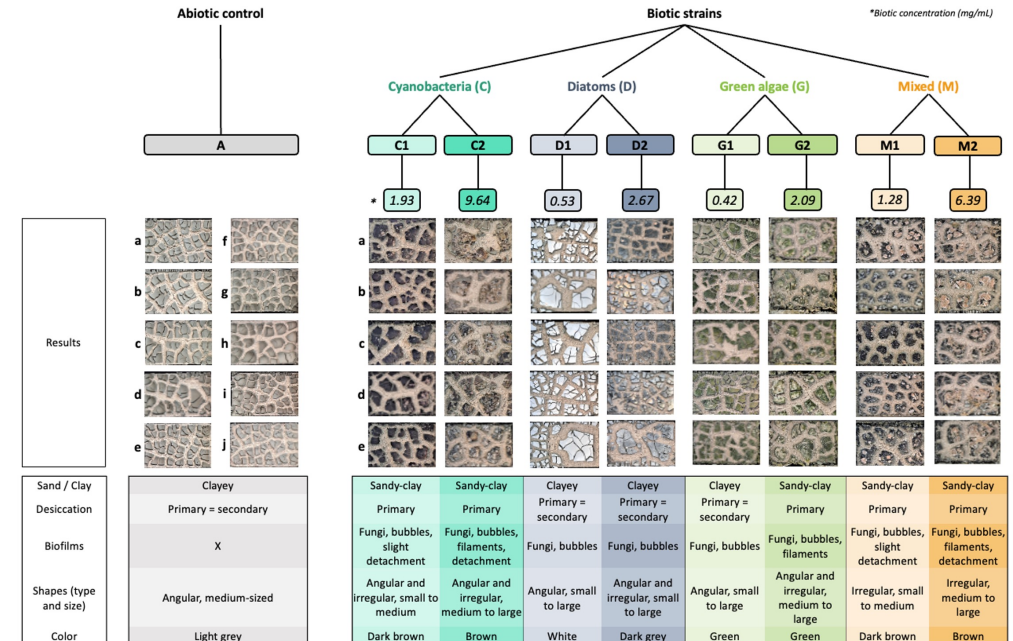 Abiotic control
Biotic strains
*Biotic concentration (mg/mL)
Cyanobacteria (C)
Diatoms (D)
Green algae (G)
Mixed (M)
A
C1
C2
D1
D2
G1
G2
M1
M2
*
1.93
9.64
0.53
2.67
0.42
2.09
1.28
6.39
Results
a
f
a
b
g
b
c
h
c
d
i
d
e
j
e
Sand / Clay
Clayey
Sandy-clay
Sandy-clay
Clayey
Clayey
Clayey
Sandy-clay
Sandy-clay
Sandy-clay
Desiccation
Primary = secondary
Primary
Primary
Primary =
secondary
Primary =
secondary
Primary =
secondary
Primary
Primary
Primary
Biofilms
X
Fungi, bubbles,
slight
detachment
Fungi, bubbles,
filaments,
detachment
Fungi, bubbles
Fungi, bubbles
Fungi, bubbles
Fungi, bubbles,
filaments
Fungi, bubbles,
slight
detachment
Fungi, bubbles,
filaments,
detachment
Shapes (type
and size)
Angular, medium-sized
Angular and
irregular, small to
medium
Angular and
irregular,
medium to large
Angular, small
to large
Angular and
irregular, small
to large
Angular, small
to large
Angular and
irregular,
medium to
large
Irregular, small
to medium
Irregular,
medium to
large
Color
Light grey
Dark brown
Brown
White
Dark grey
Green
Green
Dark brown
Brown